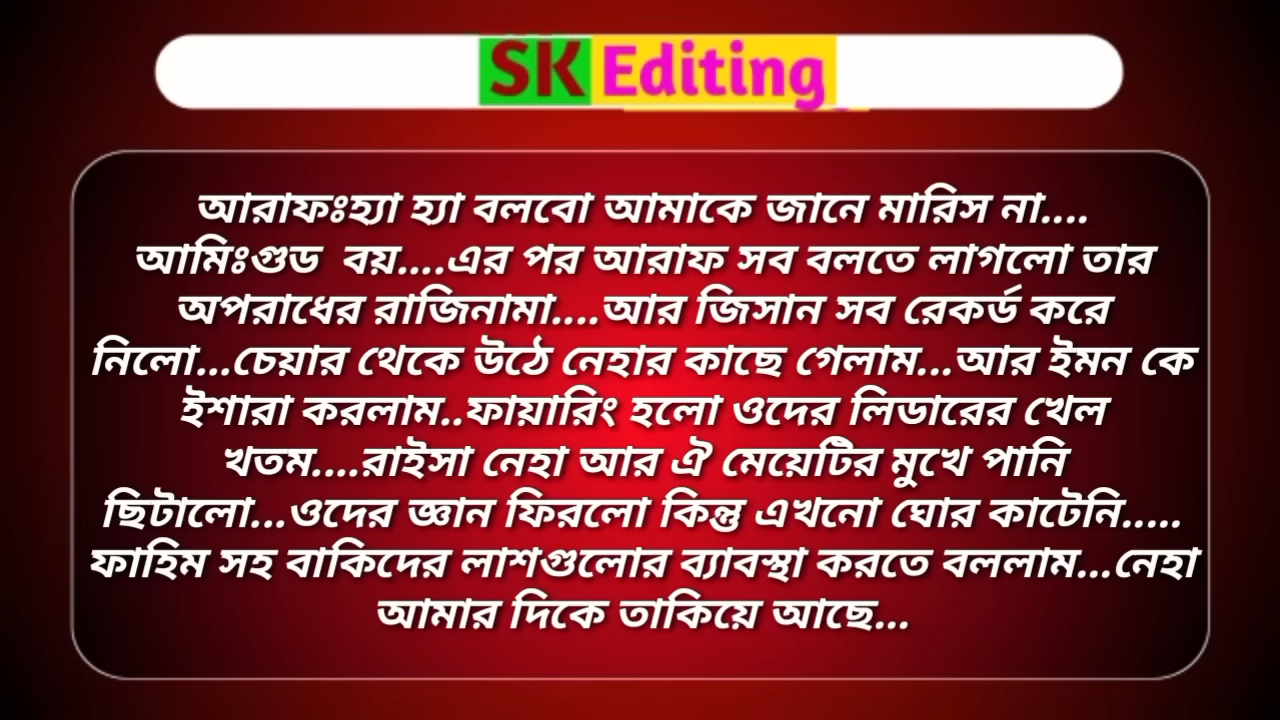 SK Editing
আরাফঃহ্যা হ্যা বলবো আমাকে জানে মারিস না....
আমিঃগুড  বয়....এর পর আরাফ সব বলতে লাগলো তার
অপরাধের রাজিনামা....আর জিসান সব রেকর্ড করে
নিলো...চেয়ার থেকে উঠে নেহার কাছে গেলাম...আর ইমন কে
ইশারা করলাম..ফায়ারিং হলো ওদের লিডারের খেল
খতম....রাইসা নেহা আর ঐ মেয়েটির মুখে পানি
ছিটালো...ওদের জ্ঞান ফিরলো কিন্তু এখনো ঘোর কাটেনি.....
ফাহিম সহ বাকিদের লাশগুলোর ব্যাবস্থা করতে বললাম...নেহা
আমার দিকে তাকিয়ে আছে...